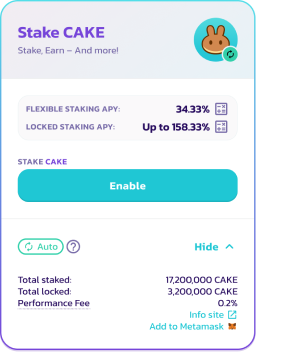 Stake CAKE
Stake, Earn – And more!
FLEXIBLE STAKING APY: 34.33%
LOCKED STAKING APY: Up to 158.33%
STAKE CAKE
Enable
Auto Hide
Total staked: 17,200,000 CAKE
Total locked: 3,200,000 CAKE
Performance Fee 0.2%
Info site
Add to Metamask